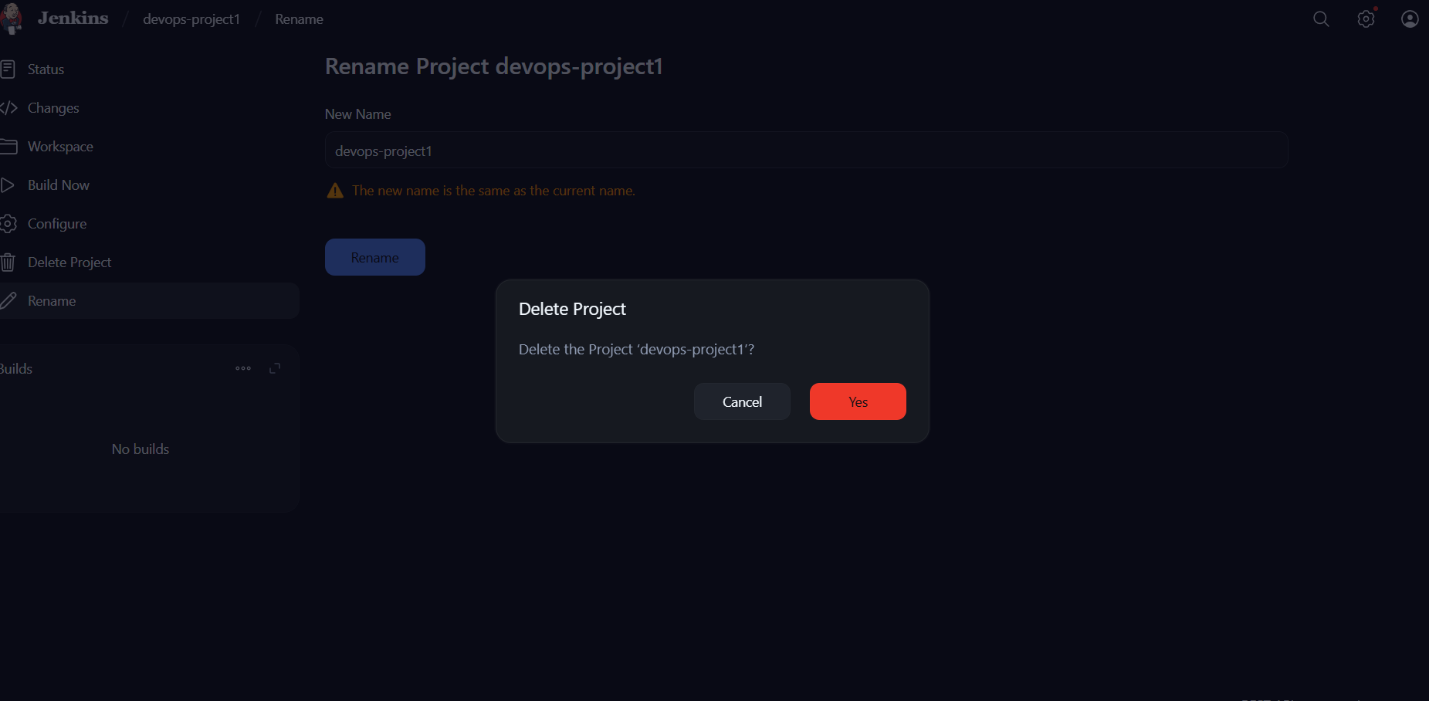 Jenkins / devops-project1 / Rename
Status
Changes
Workspace
Build Now
Configure
Delete Project
Rename
Builds
No builds
Rename Project devops-project1
New Name
devops-project1
The new name is the same as the current name.
Rename
Delete Project
Delete the Project ‘devops-project1’?
Cancel
Yes